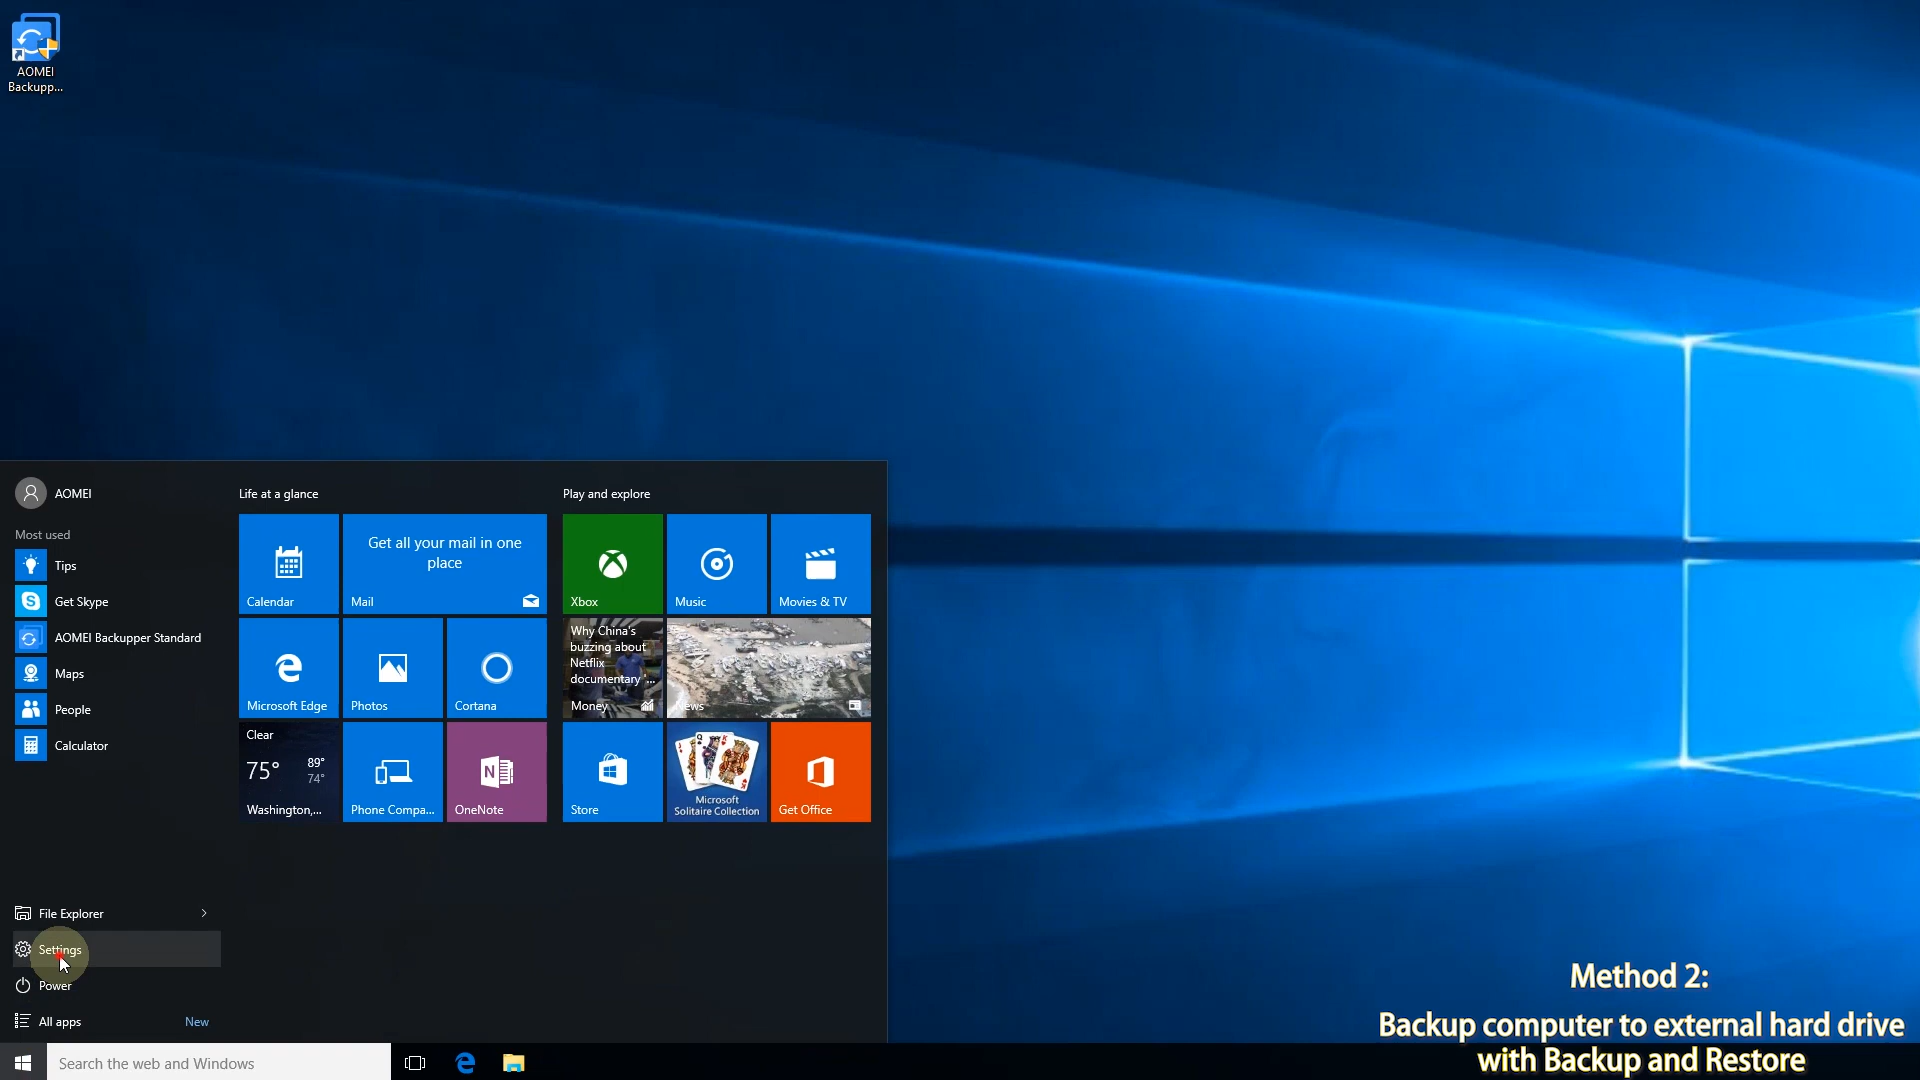 AOMEI
Backupp...
AOMEI
Most used
Tips
Get Skype
AOMEI Backupper Standard
Maps
People
Calculator
File Explorer
Settings
Power
All apps
New
Life at a glance
Calendar
Get all your mail in one
place
Mail
Microsoft Edge
Photos
Cortana
Clear
75°
89°
74°
Washington,...
Phone Compa...
OneNote
Play and explore
Xbox
Music
Movies & TV
Why China's
buzzing about
Netflix
documentary '...
Money
News
Store
Microsoft
Solitaire Collection
Get Office
Search the web and Windows
Method 2:
Backup computer to external hard drive
with Backup and Restore